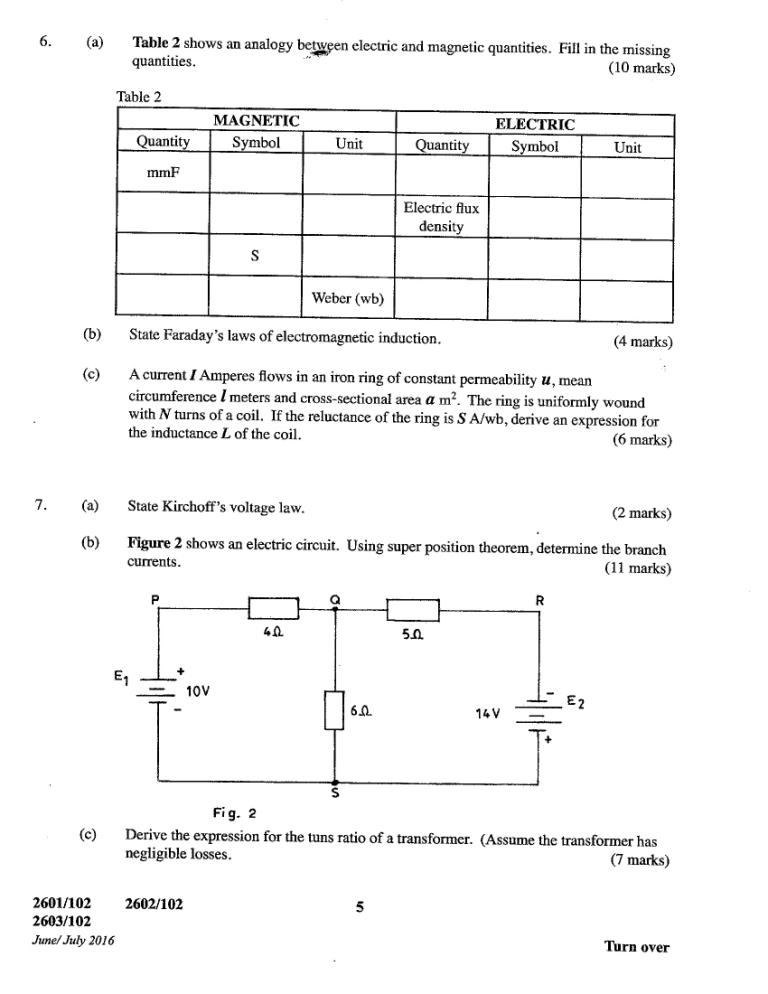 6. (a) Table 2 shows an analogy between electric and magnetic quantities. Fill in the missing
quantities. (10 marks)
Table 2
MAGNETIC ELECTRIC
Quantity Symbol Unit Quantity Symbol Unit
mmF
Electric flux
density
S
Weber (wb)
(b) State Faraday's laws of electromagnetic induction. (4 marks)
(c) A current I Amperes flows in an iron ring of constant permeability u, mean
circumference l meters and cross-sectional area a m². The ring is uniformly wound
with N turns of a coil. If the reluctance of the ring is S A/wb, derive an expression for
the inductance L of the coil. (6 marks)
7. (a) State Kirchoff's voltage law. (2 marks)
(b) Figure 2 shows an electric circuit. Using super position theorem, determine the branch
currents. (11 marks)
P Q R
4Ω 5Ω
E1 + 10V -
6Ω
14V - E2 +
S
Fig. 2
(c) Derive the expression for the tuns ratio of a transformer. (Assume the transformer has
negligible losses. (7 marks)
2601/102 2602/102 5
2603/102
June/July 2016
Turn over